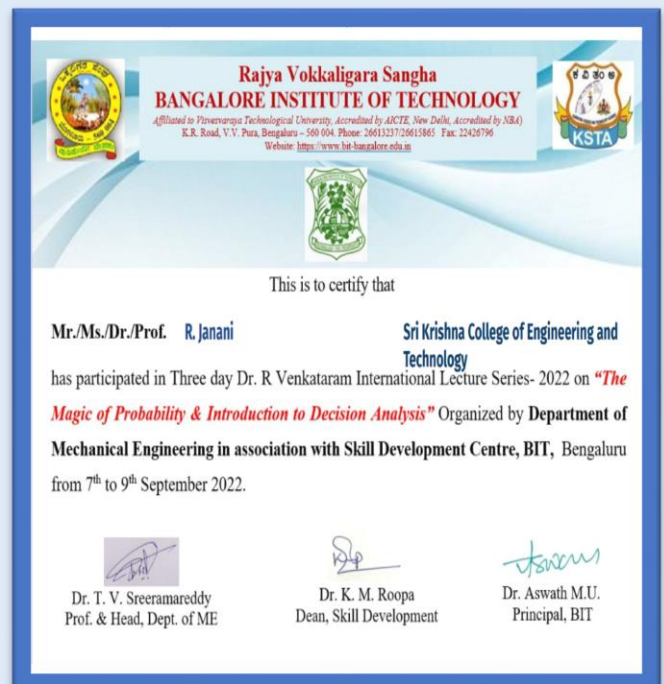 Rajya Vokkaligara Sangha
BANGALORE INSTITUTE OF TECHNOLOGY
Affiliated to Visvesvaraya Technological University, Accredited by AICTE, New Delhi, Accredited by NBA)
K.R. Road, V.V. Pura, Bengaluru – 560 004. Phone: 26613237/26615865 Fax: 22426796
Website: https://www.bit-bangalore.edu.in
KSTA
This is to certify that
Mr./Ms./Dr./Prof. R. Janani Sri Krishna College of Engineering and
Technology
has participated in Three day Dr. R Venkataram International Lecture Series- 2022 on “The
Magic of Probability & Introduction to Decision Analysis” Organized by Department of
Mechanical Engineering in association with Skill Development Centre, BIT, Bengaluru
from 7th to 9th September 2022.
Dr. T. V. Sreeramareddy
Prof. & Head, Dept. of ME
Dr. K. M. Roopa
Dean, Skill Development
Dr. Aswath M.U.
Principal, BIT